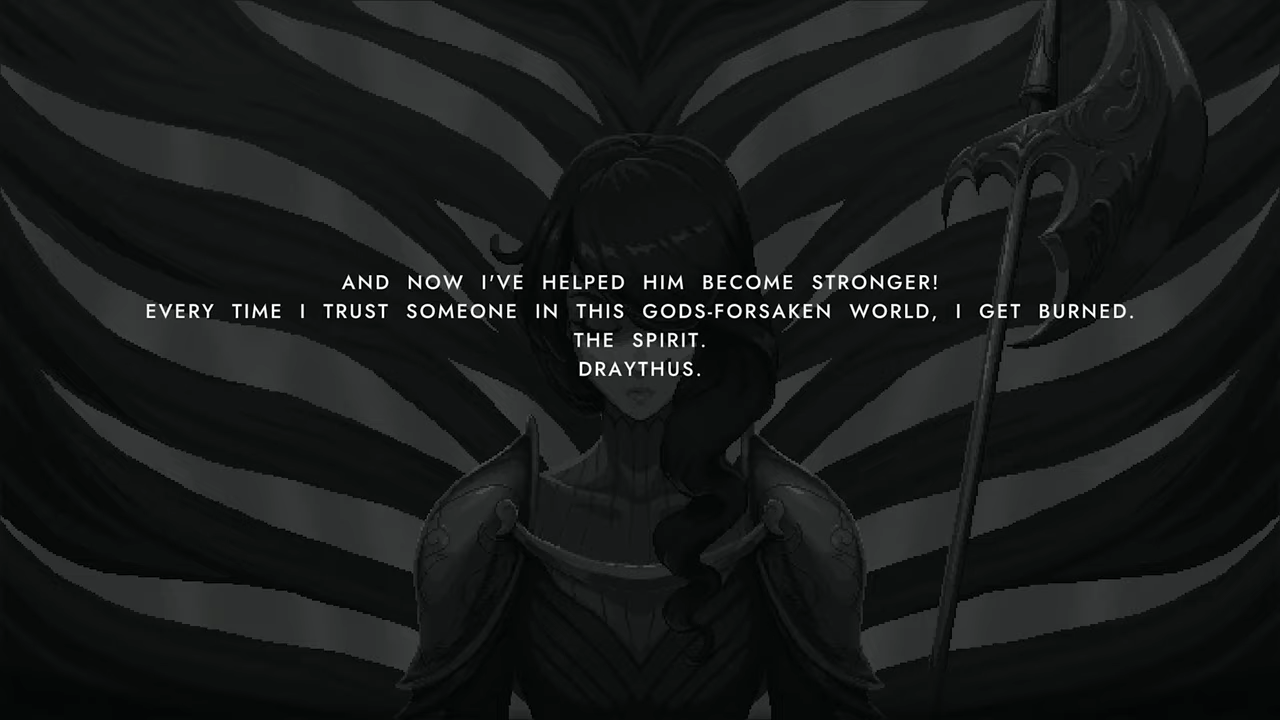 AND NOW I'VE HELPED HIM BECOME STRONGER!
EVERY TIME I TRUST SOMEONE IN THIS GODS-FORSAKEN WORLD, I GET BURNED.
THE SPIRIT.
DRAYTHUS.